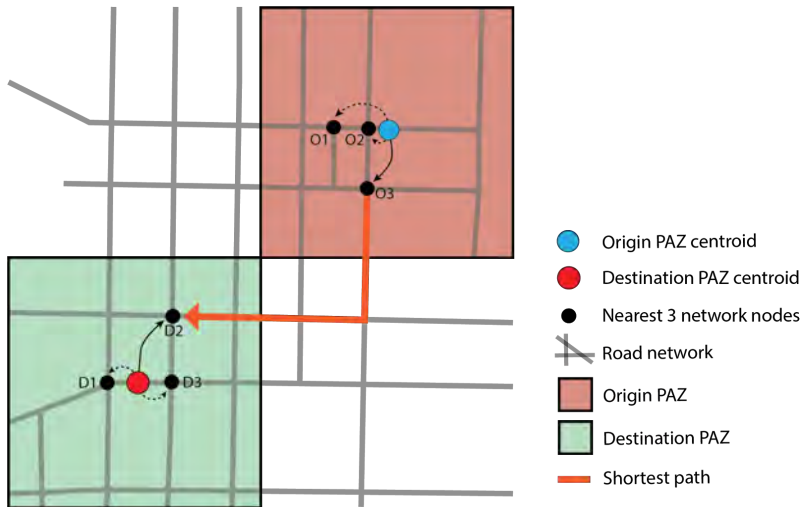 O1
O2
O3
D2
D1
D3
Origin PAZ centroid
Destination PAZ centroid
Nearest 3 network nodes
Road network
Origin PAZ
Destination PAZ
Shortest path